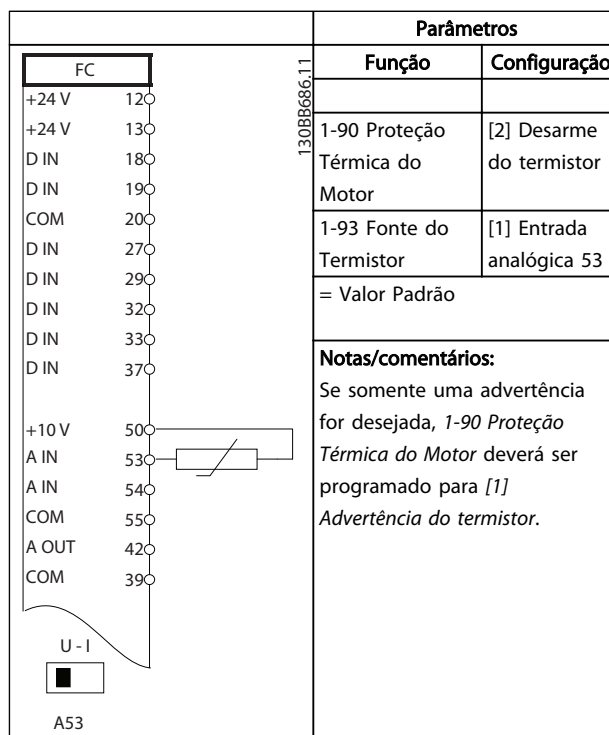 FC
+24 V 12
+24 V 13
D IN 18
D IN 19
COM 20
D IN 27
D IN 29
D IN 32
D IN 33
D IN 37
+10 V 50
A IN 53
A IN 54
COM 55
A OUT 42
COM 39
U - I
A53
130BB686.11
Parâmetros
Função Configuração
1-90 Proteção Térmica do Motor [2] Desarme do termistor
1-93 Fonte do Termistor [1] Entrada analógica 53
= Valor Padrão
Notas/comentários:
Se somente uma advertência
for desejada, 1-90 Proteção
Térmica do Motor deverá ser
programado para [1]
Advertência do termistor.